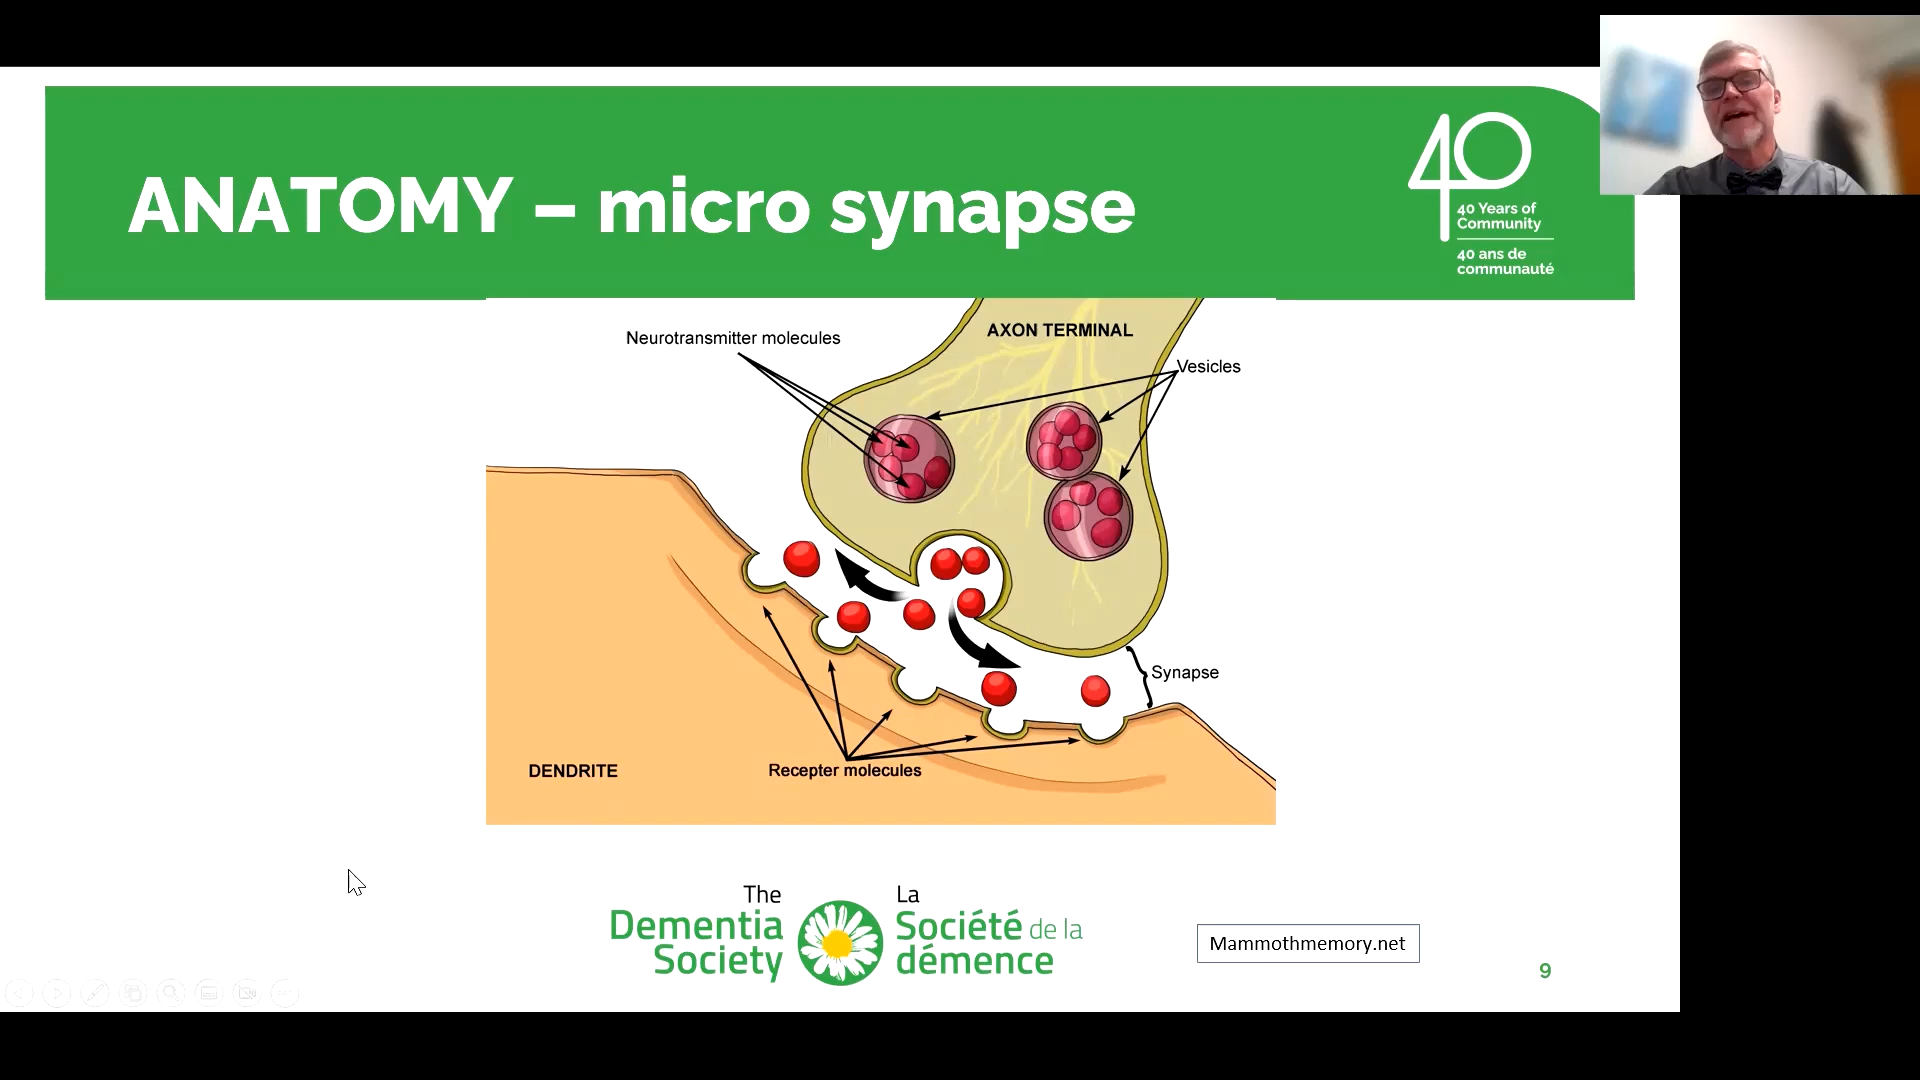 ANATOMY – micro synapse
40
40 Years of
Community
40 ans de
communauté
Neurotransmitter molecules
AXON TERMINAL
Vesicles
Synapse
Recepter molecules
DENDRITE
The
Dementia
Society
La
Société de la
démence
Mammothmemory.net
9